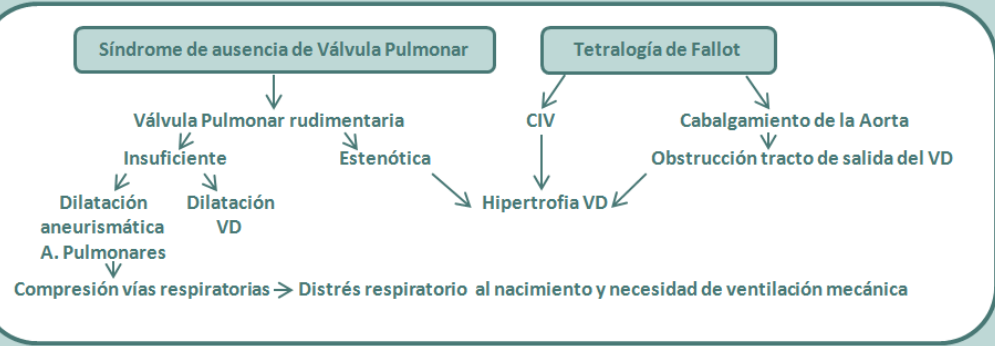 Síndrome de ausencia de Válvula Pulmonar
Tetralogía de Fallot
Válvula Pulmonar rudimentaria
CIV
Cabalgamiento de la Aorta
Insuficiente
Estenótica
Obstrucción tracto de salida del VD
Dilatación
aneurismática
A. Pulmonares
Dilatación
VD
Hipertrofia VD
Compresión vías respiratorias
Distrés respiratorio al nacimiento y necesidad de ventilación mecánica